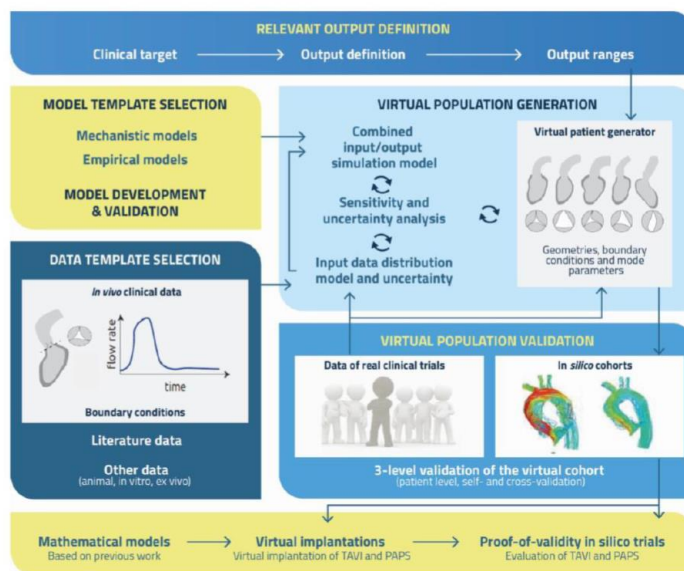 RELEVANT OUTPUT DEFINITION
Clinical target
Output definition
Output ranges
MODEL TEMPLATE SELECTION
Mechanistic models
Empirical models
MODEL DEVELOPMENT
& VALIDATION
VIRTUAL POPULATION GENERATION
Combined
input/output
simulation model
Sensitivity and
uncertainty analysis
Input data distribution
model and uncertainty
Virtual patient generator
Geometries, boundary
conditions and mode
parameters
DATA TEMPLATE SELECTION
in vivo clinical data
flow rate
time
Boundary conditions
Literature data
Other data
(animal, in vitro, ex vivo)
VIRTUAL POPULATION VALIDATION
Data of real clinical trials
In silico cohorts
3-level validation of the virtual cohort
(patient level, self- and cross-validation)
Mathematical models
Based on previous work
Virtual implantations
Virtual implantation of TAVI and PAPS
Proof-of-validity in silico trials
Evaluation of TAVI and PAPS